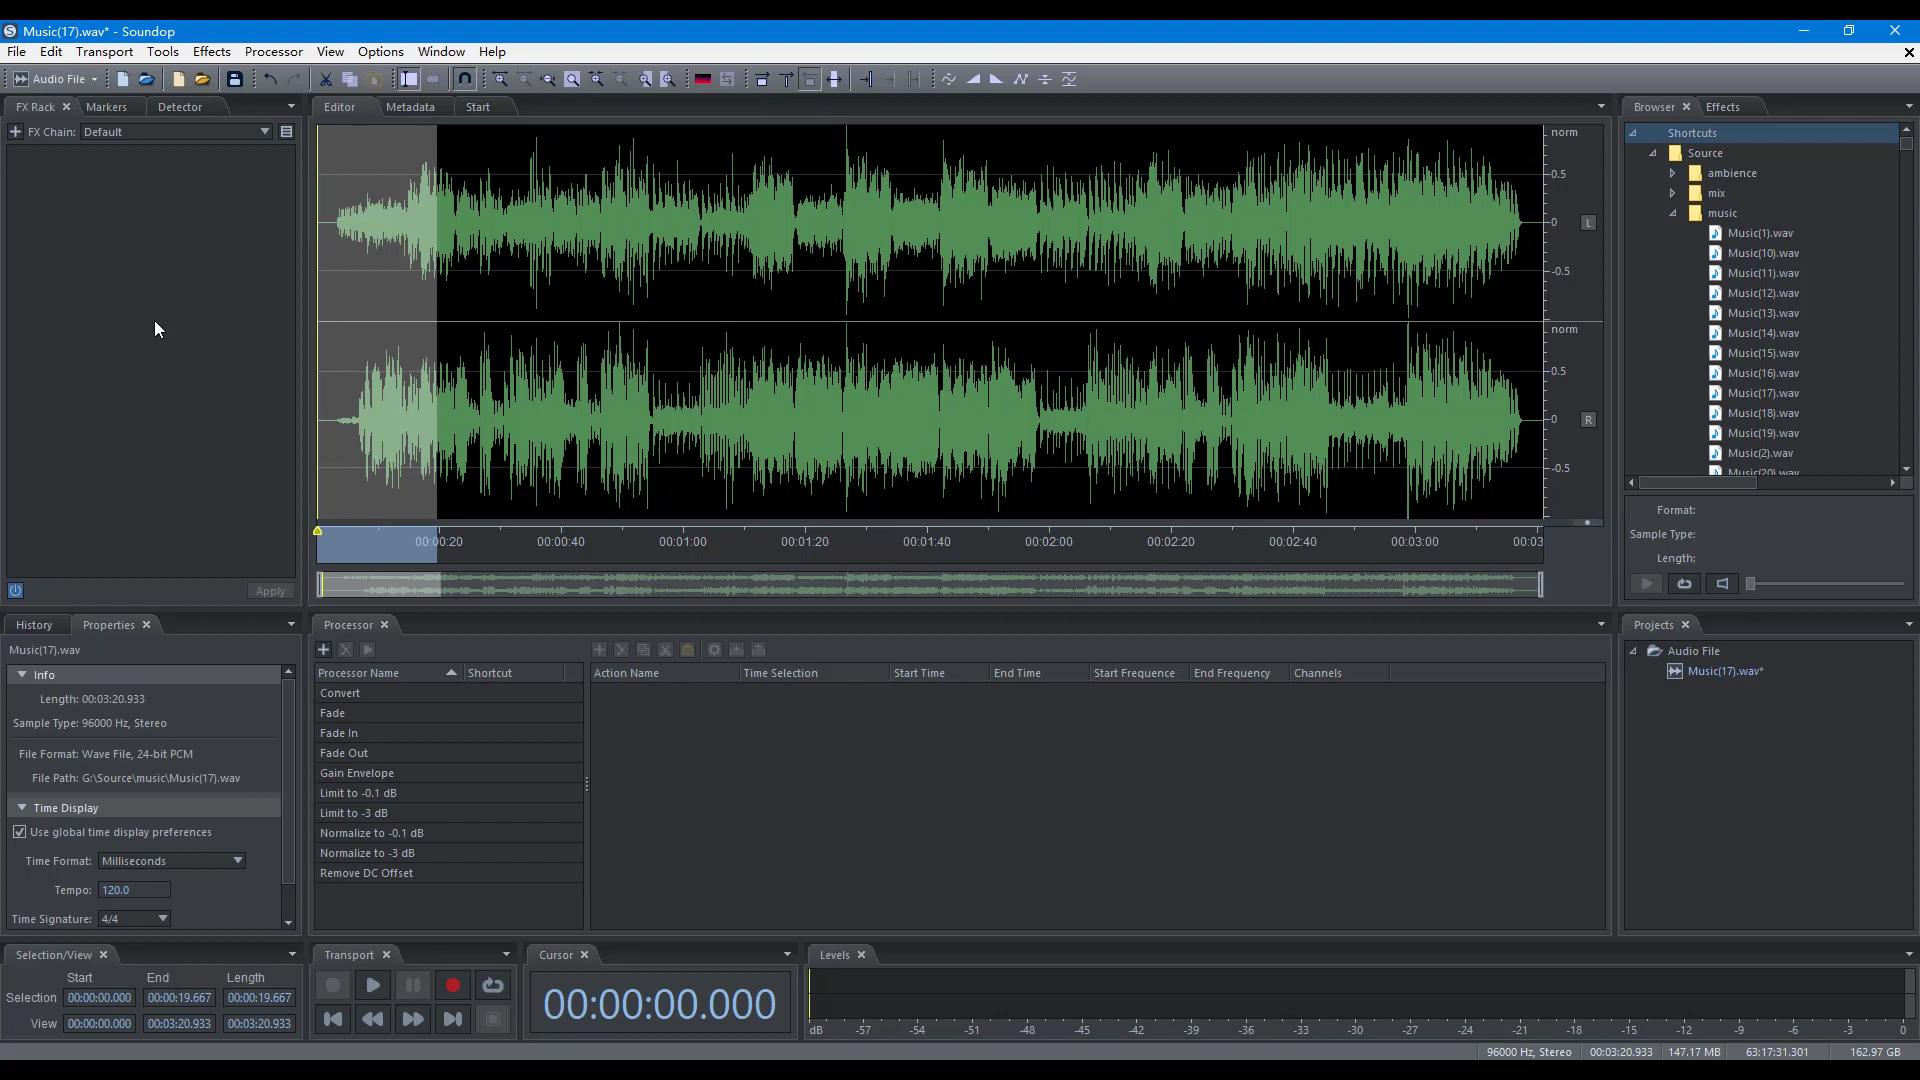 Music(17).wav* - Soundop
File Edit Transport Tools Effects Processor View Options Window Help
Audio File
FX Rack Markers Detector
FX Chain: Default
Apply
Editor Metadata Start
norm
0.5
0
-0.5
L
norm
0.5
0
-0.5
R
00:00:20 00:00:40 00:01:00 00:01:20 00:01:40 00:02:00 00:02:20 00:02:40 00:03:00 00:03
Browser Effects
Shortcuts
Source
ambience
mix
music
Music(1).wav
Music(10).wav
Music(11).wav
Music(12).wav
Music(13).wav
Music(14).wav
Music(15).wav
Music(16).wav
Music(17).wav
Music(18).wav
Music(19).wav
Music(2).wav
Music(20).wav
Format:
Sample Type:
Length:
History Properties
Music(17).wav
Info
Length: 00:03:20.933
Sample Type: 96000 Hz, Stereo
File Format: Wave File, 24-bit PCM
File Path: G:\Source\music\Music(17).wav
Time Display
Use global time display preferences
Time Format: Milliseconds
Tempo: 120.0
Time Signature: 4/4
Processor
Processor Name Shortcut
Convert
Fade
Fade In
Fade Out
Gain Envelope
Limit to -0.1 dB
Limit to -3 dB
Normalize to -0.1 dB
Normalize to -3 dB
Remove DC Offset
Action Name Time Selection Start Time End Time Start Frequency End Frequency Channels
Projects
Audio File
Music(17).wav*
Selection/View
Start End Length
Selection 00:00:00.000 00:00:19.667 00:00:19.667
View 00:00:00.000 00:03:20.933 00:03:20.933
Transport
Cursor
00:00:00.000
Levels
dB -57 -54 -51 -48 -45 -42 -39 -36 -33 -30 -27 -24 -21 -18 -15 -12 -9 -6 -3 0
96000 Hz, Stereo 00:03:20.933 147.17 MB 63:17:31.301 162.97 GB